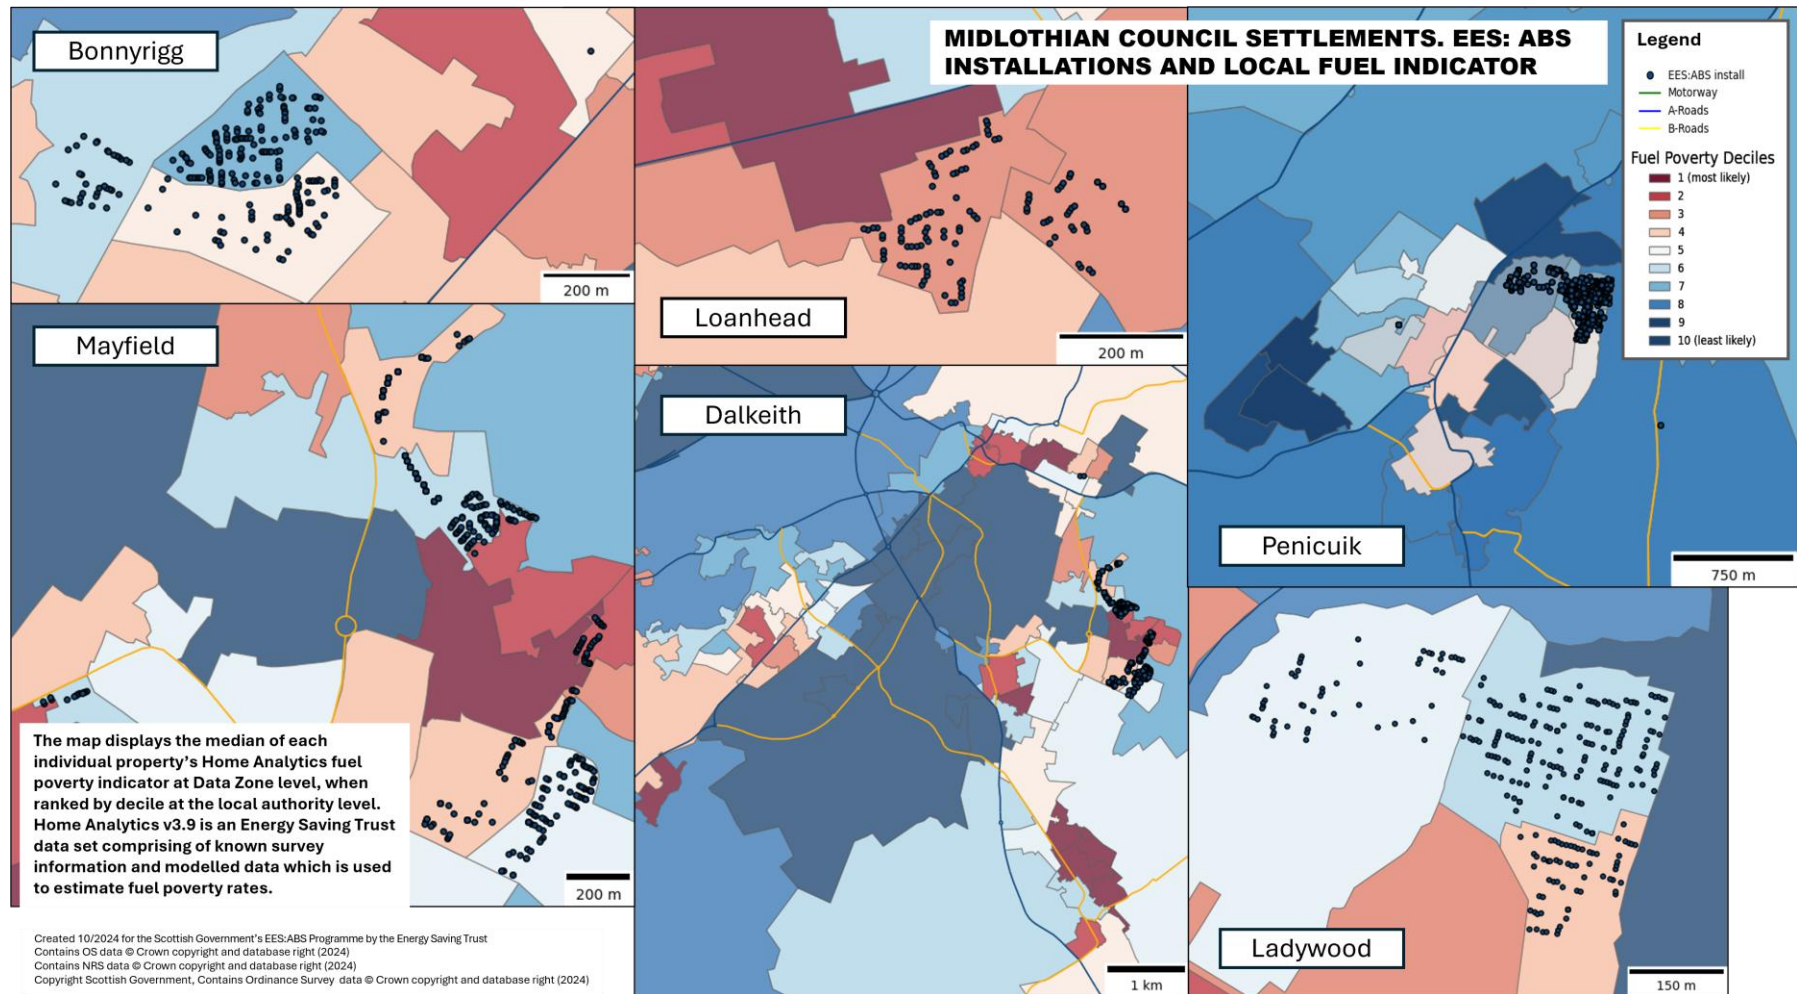 MIDLOTHIAN COUNCIL SETTLEMENTS. EES: ABS
INSTALLATIONS AND LOCAL FUEL INDICATOR
Bonnyrigg
200 m
Loanhead
200 m
Legend
EES:ABS install
Motorway
A-Roads
B-Roads
Fuel Poverty Deciles
1 (most likely)
2
3
4
5
6
7
8
9
10 (least likely)
Penicuik
750 m
Mayfield
200 m
The map displays the median of each
individual property's Home Analytics fuel
poverty indicator at Data Zone level, when
ranked by decile at the local authority level.
Home Analytics v3.9 is an Energy Saving Trust
data set comprising of known survey
information and modelled data which is used
to estimate fuel poverty rates.
Dalkeith
1 km
Ladywood
150 m
Created 10/2024 for the Scottish Government's EES:ABS Programme by the Energy Saving Trust
Contains OS data © Crown copyright and database right (2024)
Contains NRS data © Crown copyright and database right (2024)
Copyright Scottish Government, Contains Ordinance Survey data © Crown copyright and database right (2024)